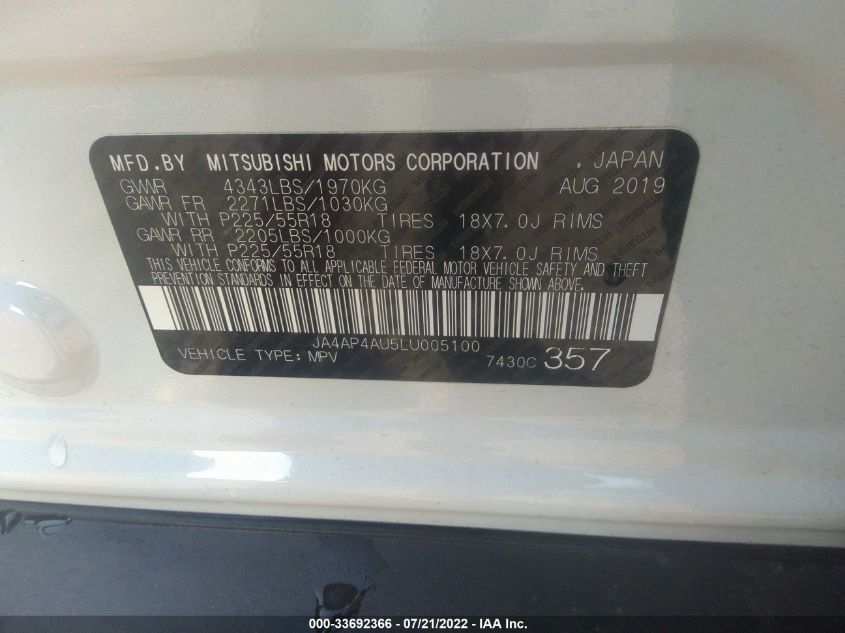 MFD.BY MITSUBISHI MOTORS CORPORATION , JAPAN
GVWR 4343LBS/1970KG AUG 2019
GAWR FR 2271LBS/1030KG
WITH P225/55R18 TIRES 18X7.0J RIMS
GAWR RR 2205LBS/1000KG
WITH P225/55R18 TIRES 18X7.0J RIMS
THIS VEHICLE CONFORMS TO ALL APPLICABLE FEDERAL MOTOR VEHICLE SAFETY AND THEFT
PREVENTION STANDARDS IN EFFECT ON THE DATE OF MANUFACTURE SHOWN ABOVE.
JA4AP4AU5LU005100
VEHICLE TYPE: MPV 7430C 357
000-33692366 - 07/21/2022 - IAA Inc.